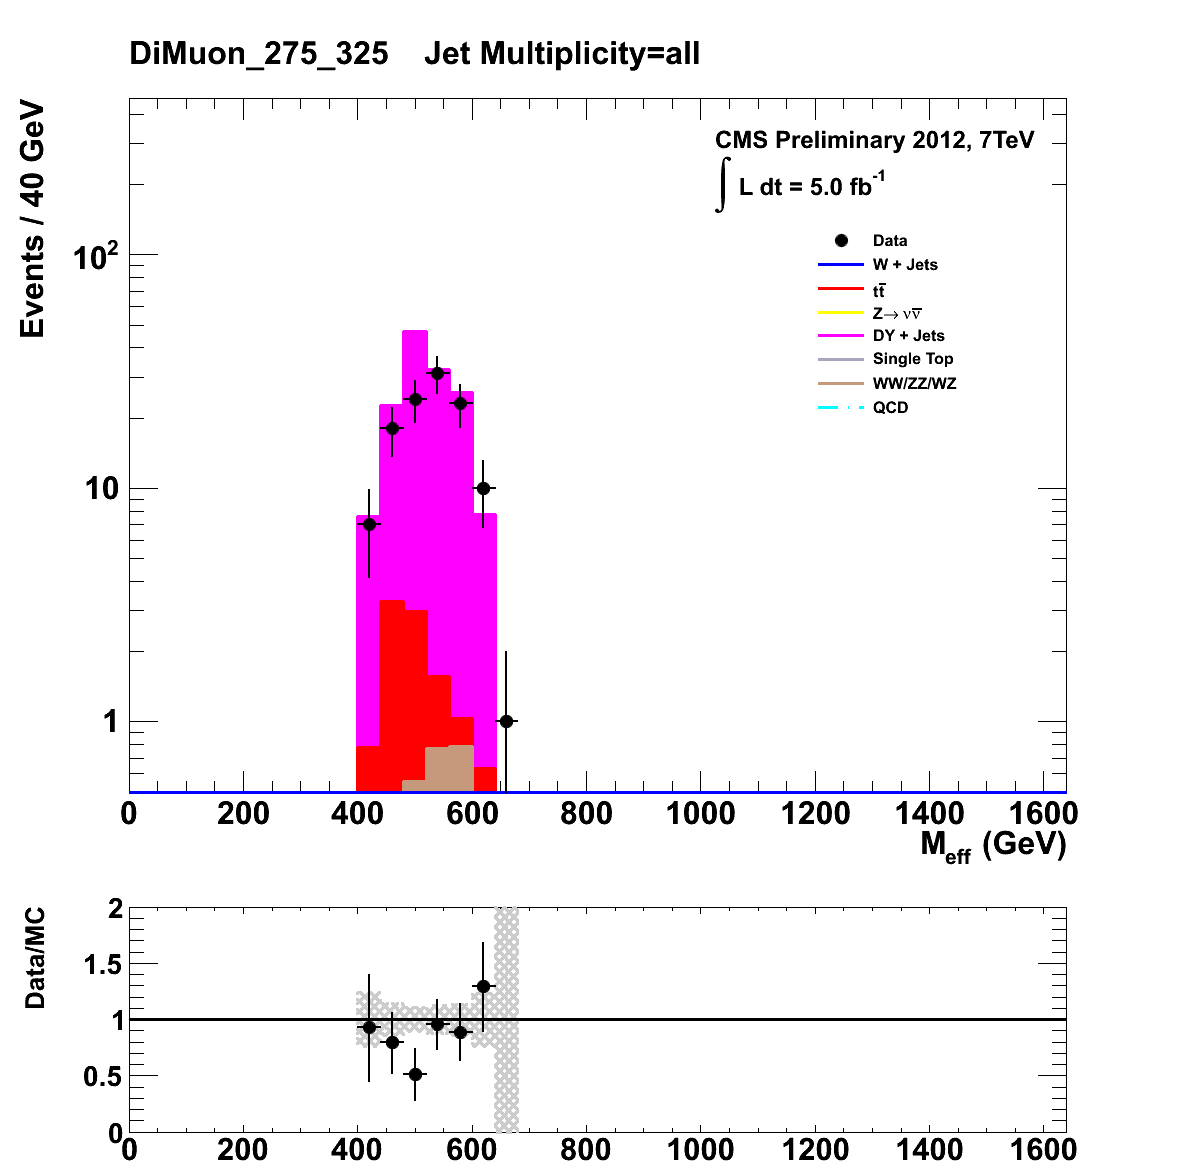 DiMuon_275_325 Jet Multiplicity=all
Events / 40 GeV
CMS Preliminary 2012, 7TeV
∫ L dt = 5.0 fb⁻¹
Data
W + Jets
tt̅
Z→ νν̅
DY + Jets
Single Top
WW/ZZ/WZ
QCD
10²
10
1
0 200 400 600 800 1000 1200 1400 1600
M_eff (GeV)
Data/MC
2
1.5
1
0.5
0
0 200 400 600 800 1000 1200 1400 1600